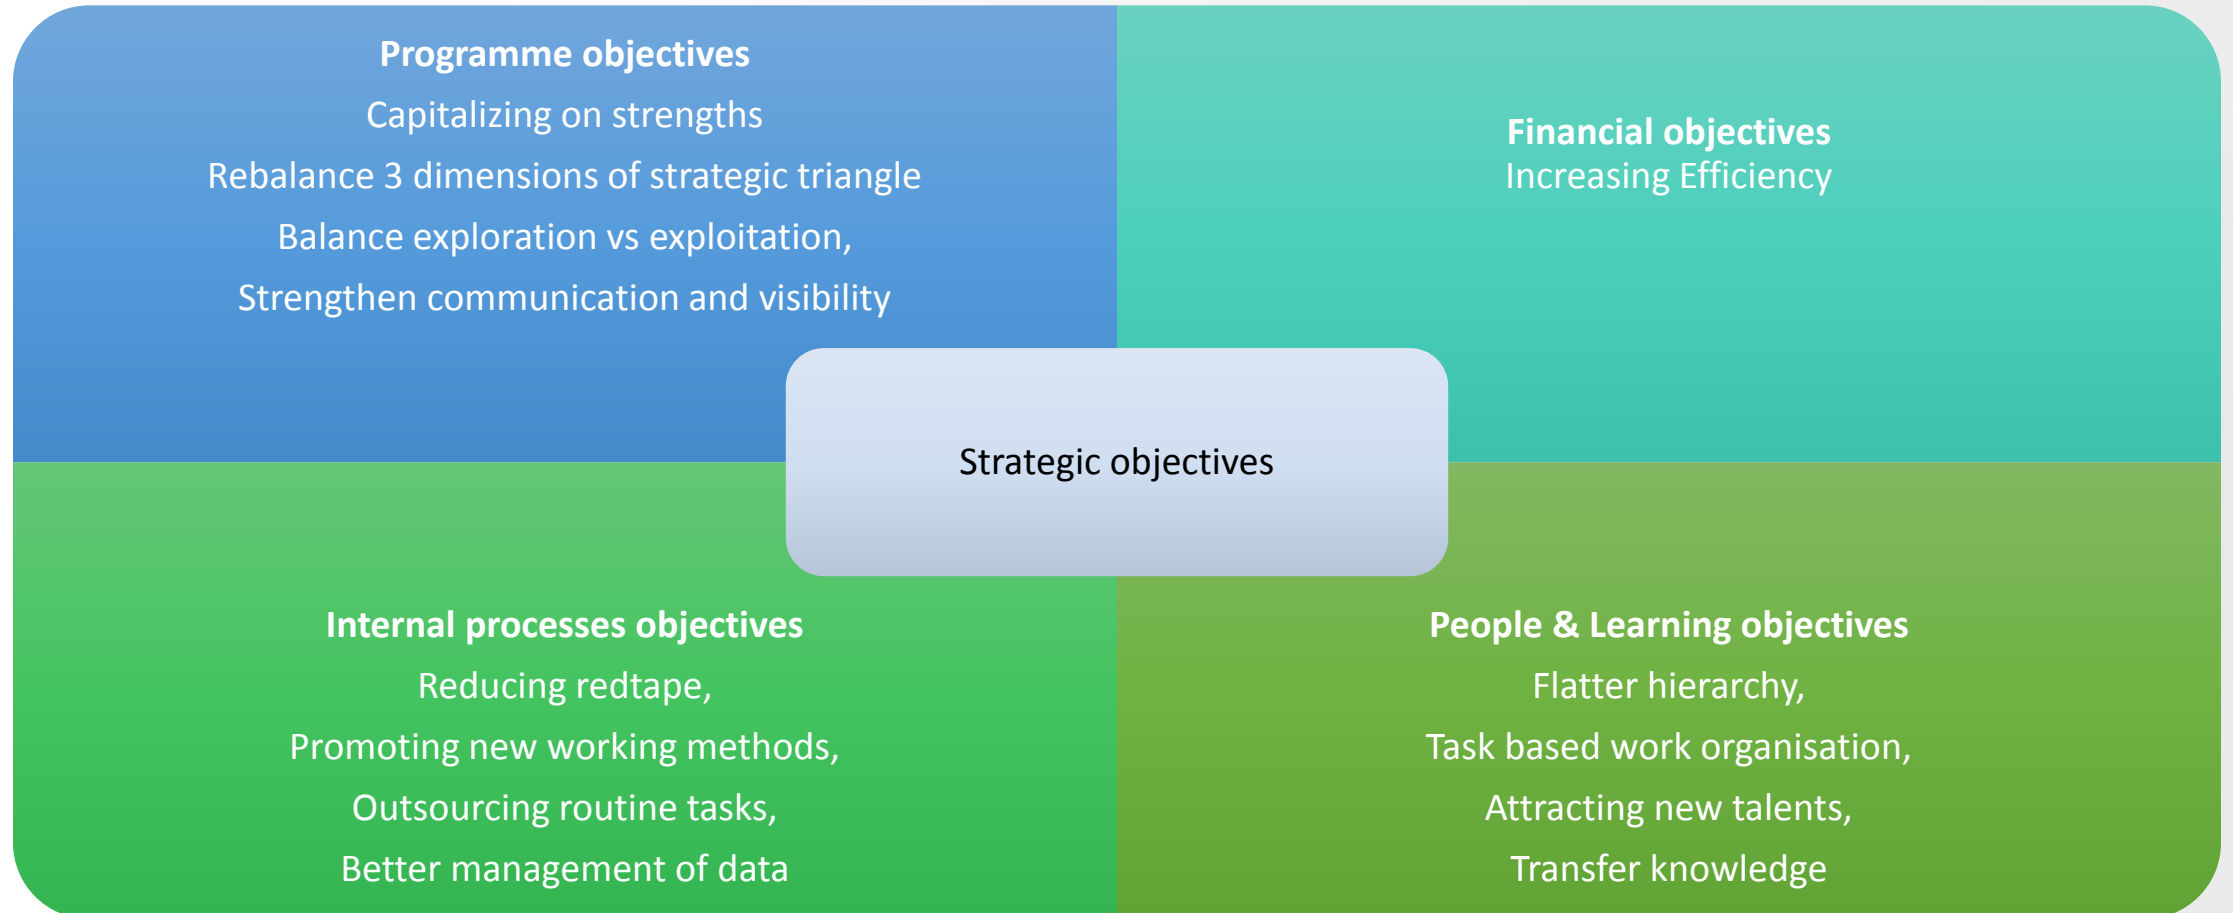 Programme objectives
Capitalizing on strengths
Rebalance 3 dimensions of strategic triangle
Balance exploration vs exploitation,
Strengthen communication and visibility
Financial objectives
Increasing Efficiency
Strategic objectives
Internal processes objectives
Reducing redtape,
Promoting new working methods,
Outsourcing routine tasks,
Better management of data
People & Learning objectives
Flatter hierarchy,
Task based work organisation,
Attracting new talents,
Transfer knowledge